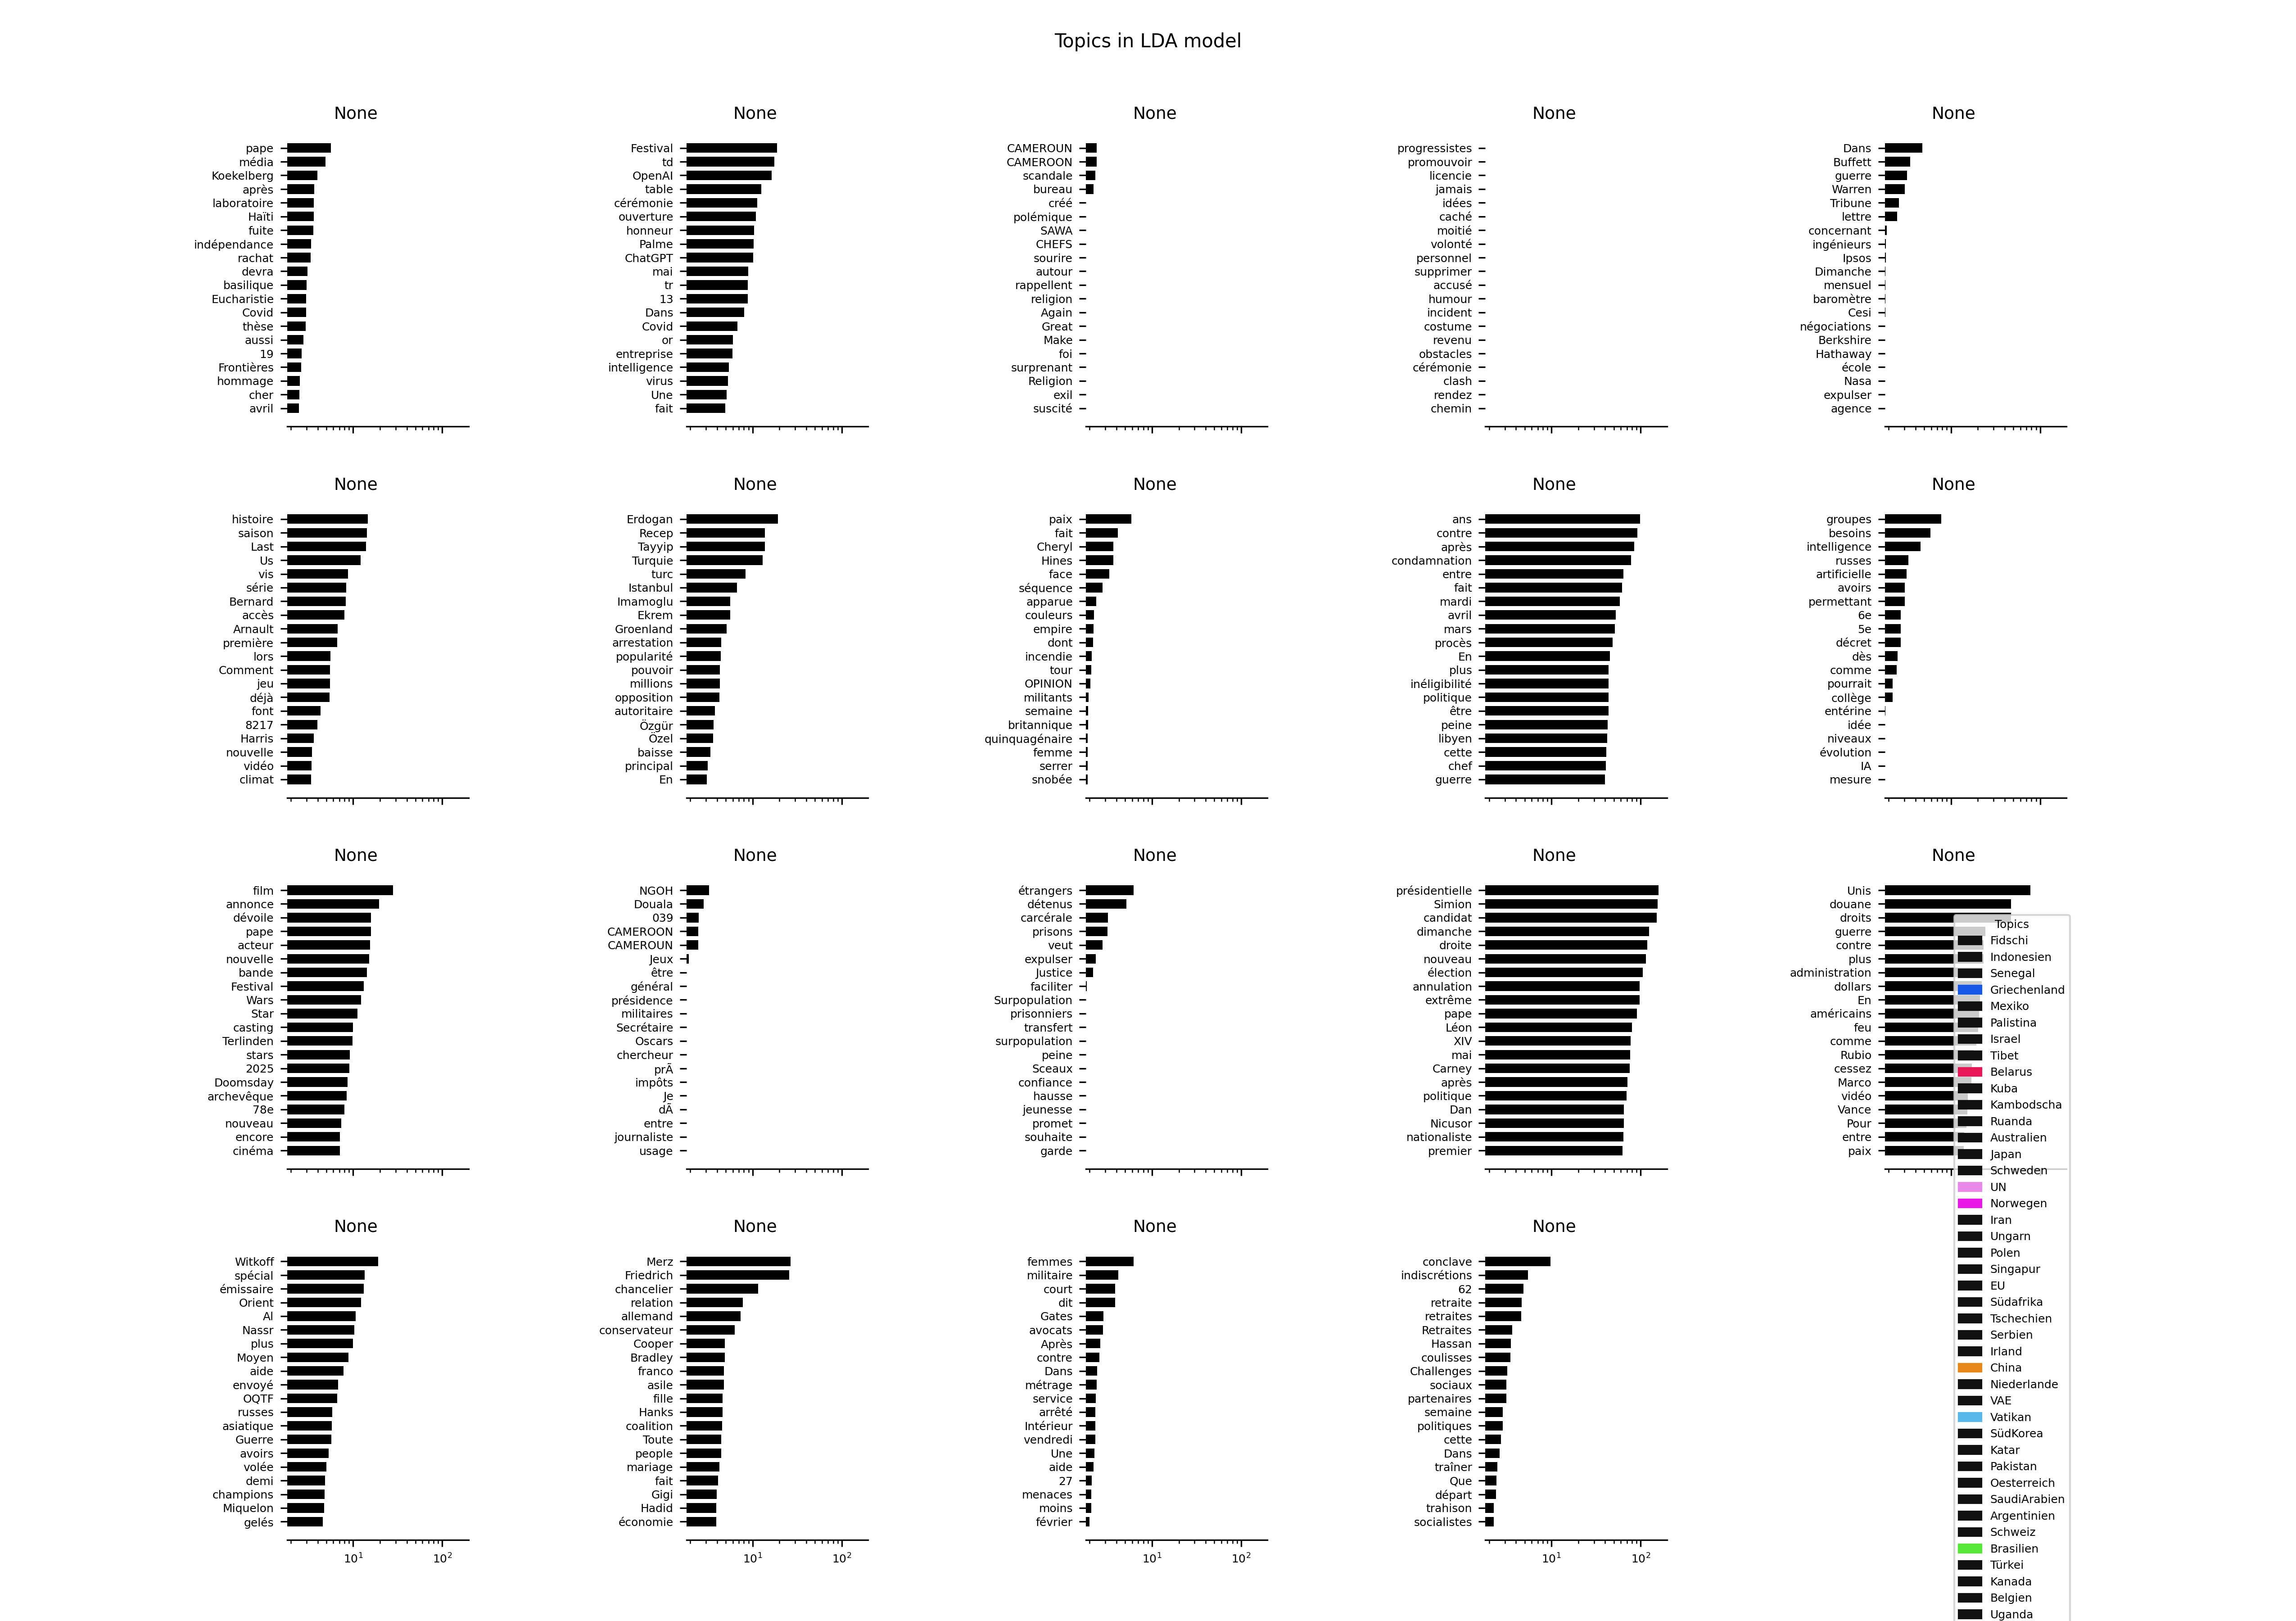 Topics in LDA model
None
pape
média
Koekelberg
après
laboratoire
Haïti
fuite
indépendance
rachat
devra
basilique
Eucharistie
Covid
thèse
aussi
19
Frontières
hommage
cher
avril
None
Festival
td
OpenAI
table
cérémonie
ouverture
honneur
Palme
ChatGPT
mai
tr
13
Dans
Covid
or
entreprise
intelligence
virus
Une
fait
None
CAMEROUN
CAMEROON
scandale
bureau
créé
polémique
SAWA
CHEFS
sourire
autour
rappellent
religion
Again
Great
Make
foi
surprenant
Religion
exil
suscité
None
progressistes
promouvoir
licencie
jamais
idées
caché
moitié
volonté
personnel
supprimer
accusé
humour
incident
costume
revenu
obstacles
cérémonie
clash
rendez
chemin
None
Dans
Buffett
guerre
Warren
Tribune
lettre
concernant
ingénieurs
Ipsos
Dimanche
mensuel
baromètre
Cesi
négociations
Berkshire
Hathaway
école
Nasa
expulser
agence
None
histoire
saison
Last
Us
vis
série
Bernard
accès
Arnault
première
lors
Comment
jeu
déjà
font
8217
Harris
nouvelle
vidéo
climat
None
Erdogan
Recep
Tayyip
Turquie
turc
Istanbul
Imamoglu
Ekrem
Groenland
arrestation
popularité
pouvoir
millions
opposition
autoritaire
Özgür
Özel
baisse
principal
En
None
paix
fait
Cheryl
Hines
face
séquence
apparue
couleurs
empire
dont
incendie
tour
OPINION
militants
semaine
britannique
quinquagénaire
femme
serrer
snobée
None
ans
contre
après
condamnation
entre
fait
mardi
avril
mars
procès
En
plus
inéligibilité
politique
être
peine
libyen
cette
chef
guerre
None
groupes
besoins
intelligence
russes
artificielle
avoirs
permettant
6e
5e
décret
dès
comme
pourrait
collège
entérine
idée
niveaux
évolution
IA
mesure
None
film
annonce
dévoile
pape
acteur
nouvelle
bande
Festival
Wars
Star
casting
Terlinden
stars
2025
Doomsday
archevêque
78e
nouveau
encore
cinéma
None
NGOH
Douala
039
CAMEROON
CAMEROUN
Jeux
être
général
présidence
militaires
Secrétaire
Oscars
chercheur
prÃ
impôts
Je
dÃ
entre
journaliste
usage
None
étrangers
détenus
carcérale
prisons
veut
expulser
Justice
faciliter
Surpopulation
prisonniers
transfert
surpopulation
peine
Sceaux
confiance
hausse
jeunesse
promet
souhaite
garde
None
présidentielle
Simion
candidat
dimanche
droite
nouveau
élection
annulation
extrême
pape
Léon
XIV
mai
Carney
après
politique
Dan
Nicusor
nationaliste
premier
None
Unis
douane
droits
guerre
contre
plus
administration
dollars
En
américains
feu
comme
Rubio
cessez
Marco
vidéo
Vance
Pour
entre
paix
None
Witkoff
spécial
émissaire
Orient
Al
Nassr
plus
Moyen
aide
envoyé
OQTF
russes
asiatique
Guerre
avoirs
volée
demi
champions
Miquelon
gelés
10¹
10²
None
Merz
Friedrich
chancelier
relation
allemand
conservateur
Cooper
Bradley
franco
asile
fille
Hanks
coalition
Toute
people
mariage
fait
Gigi
Hadid
économie
10¹
10²
None
femmes
militaire
court
dit
Gates
avocats
Après
contre
Dans
métrage
service
arrêté
Intérieur
vendredi
Une
aide
27
menaces
moins
février
10¹
10²
None
conclave
indiscrétions
62
retraite
retraites
Retraites
Hassan
coulisses
Challenges
sociaux
partenaires
semaine
politiques
cette
Dans
traîner
Que
départ
trahison
socialistes
10¹
10²
Topics
Fidschi
Indonesien
Senegal
Griechenland
Mexiko
Palistina
Israel
Tibet
Belarus
Kuba
Kambodscha
Ruanda
Australien
Japan
Schweden
UN
Norwegen
Iran
Ungarn
Polen
Singapur
EU
Südafrika
Tschechien
Serbien
Irland
China
Niederlande
VAE
Vatikan
SüdKorea
Katar
Pakistan
Oesterreich
SaudiArabien
Argentinien
Schweiz
Brasilien
Türkei
Kanada
Belgien
Uganda